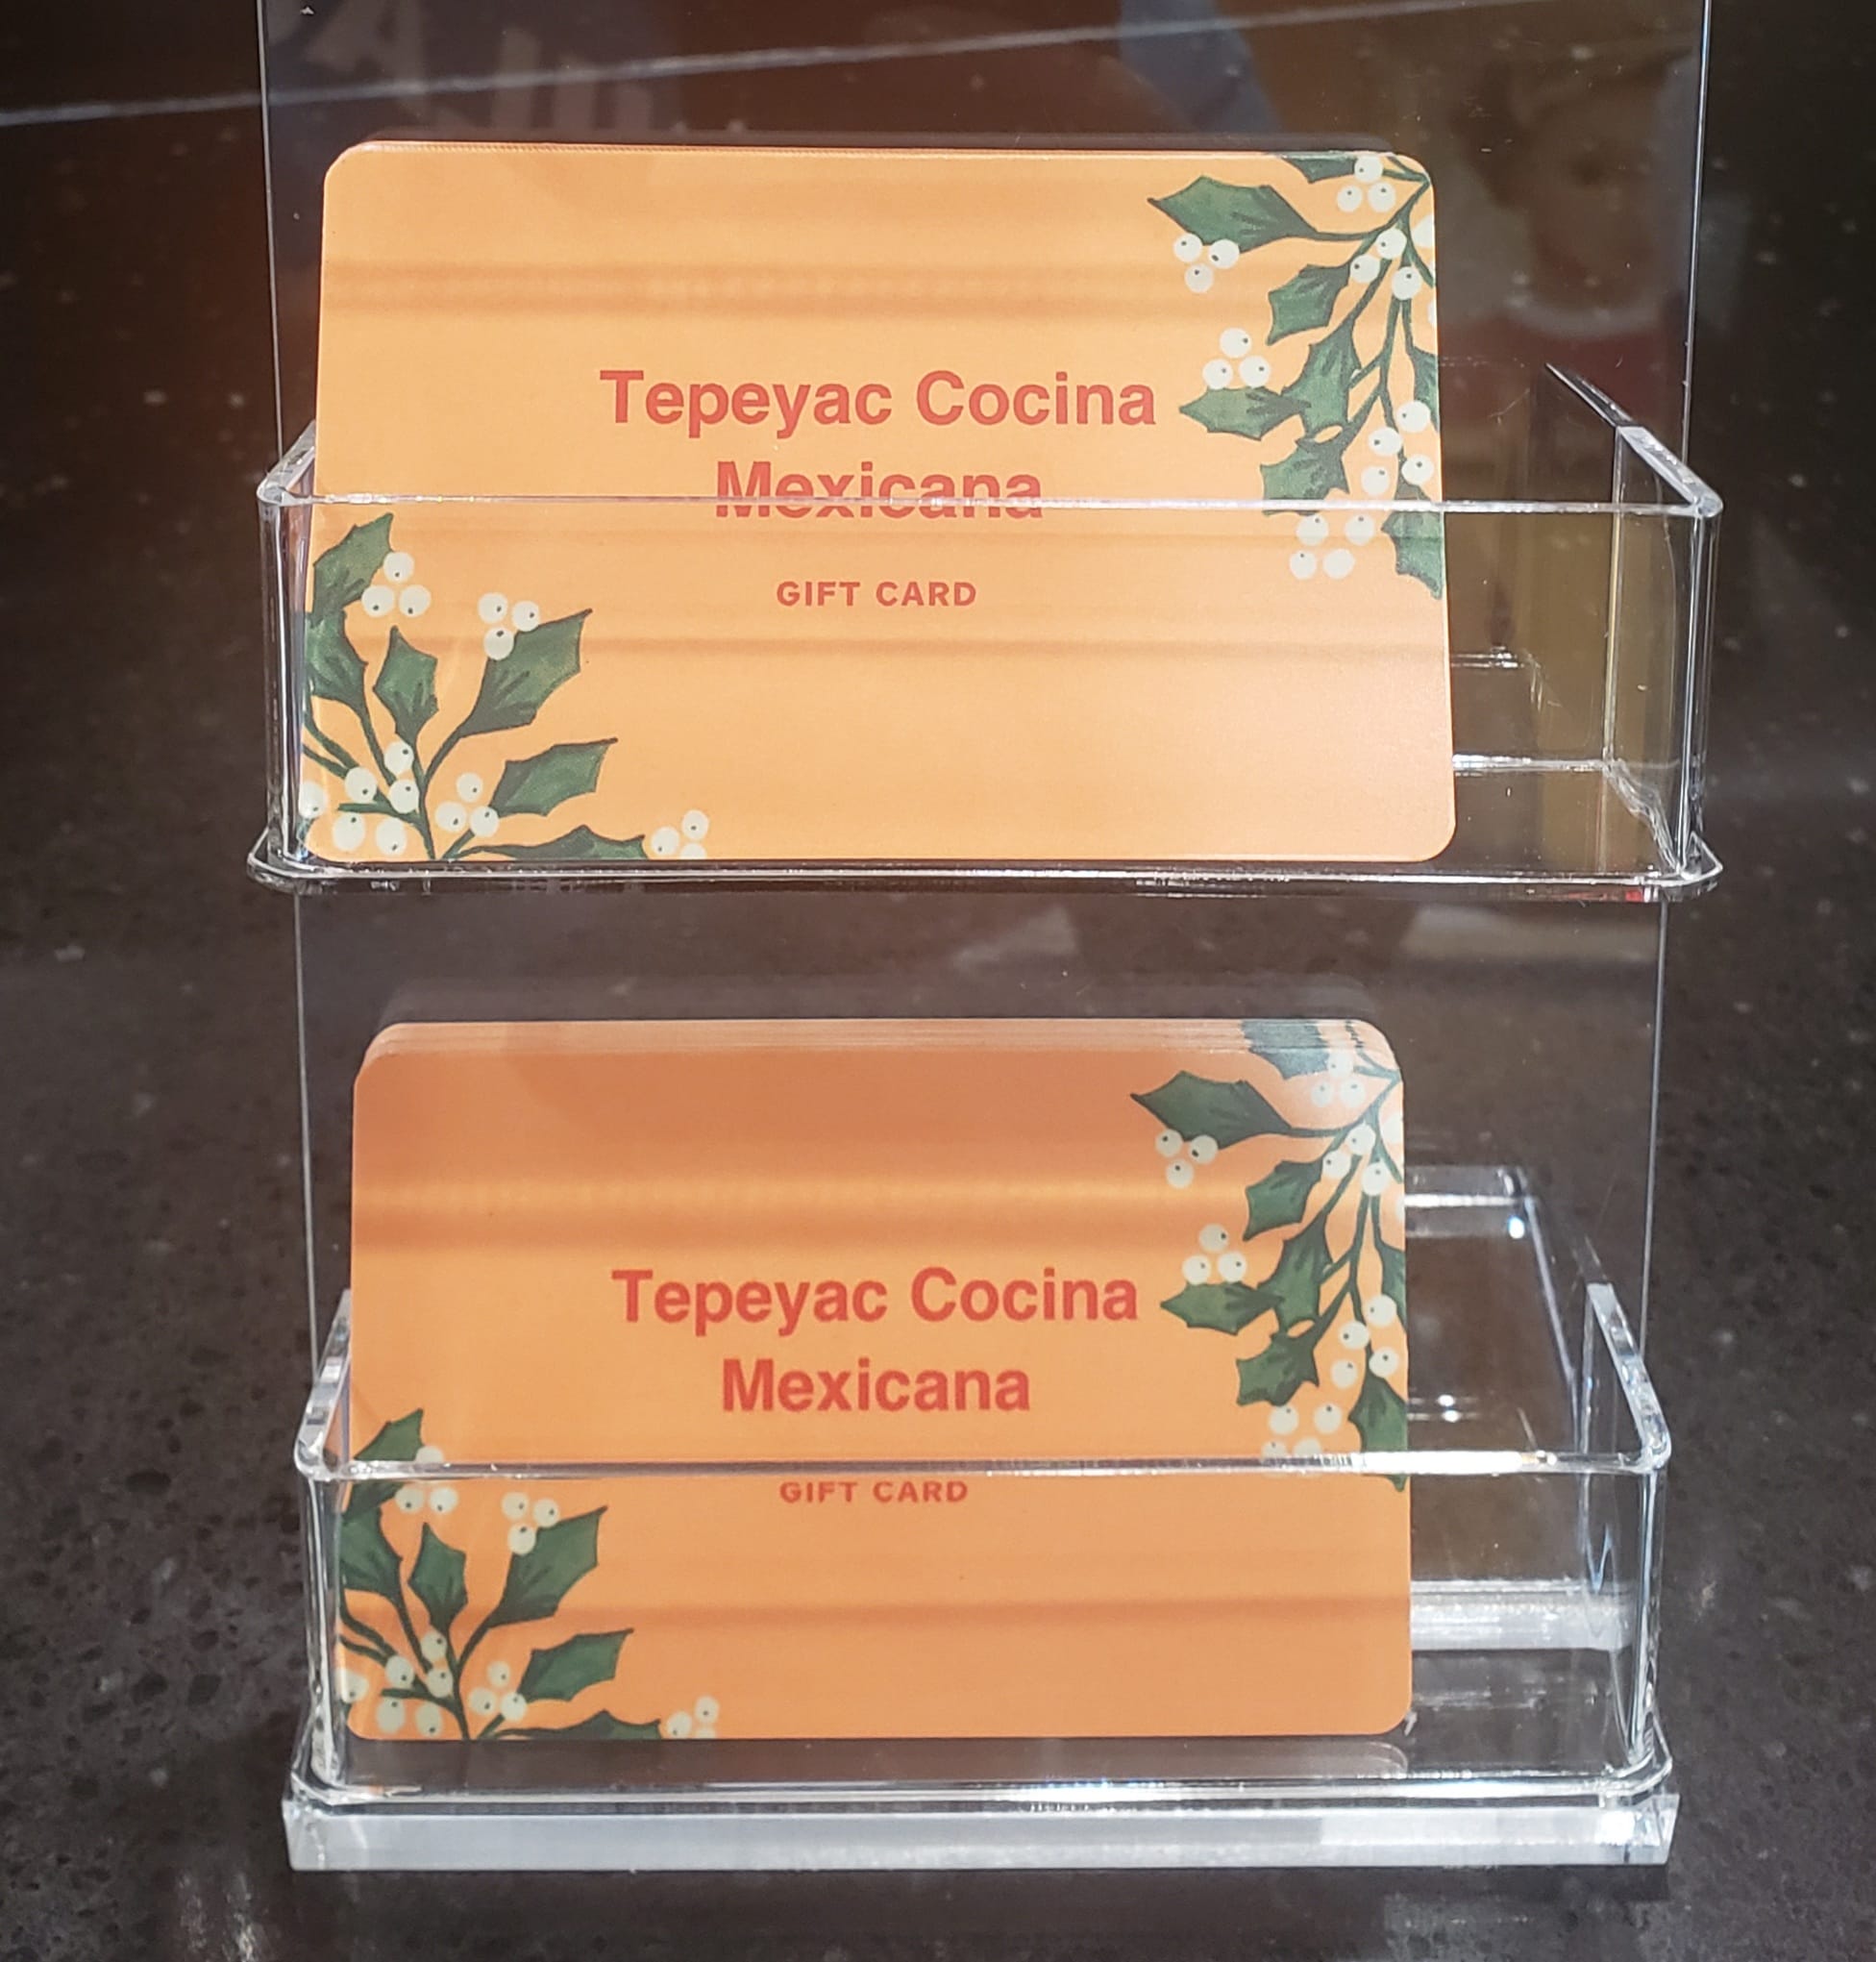 Tepeyac Cocina
Mexicana
GIFT CARD
Tepeyac Cocina
Mexicana
GIFT CARD